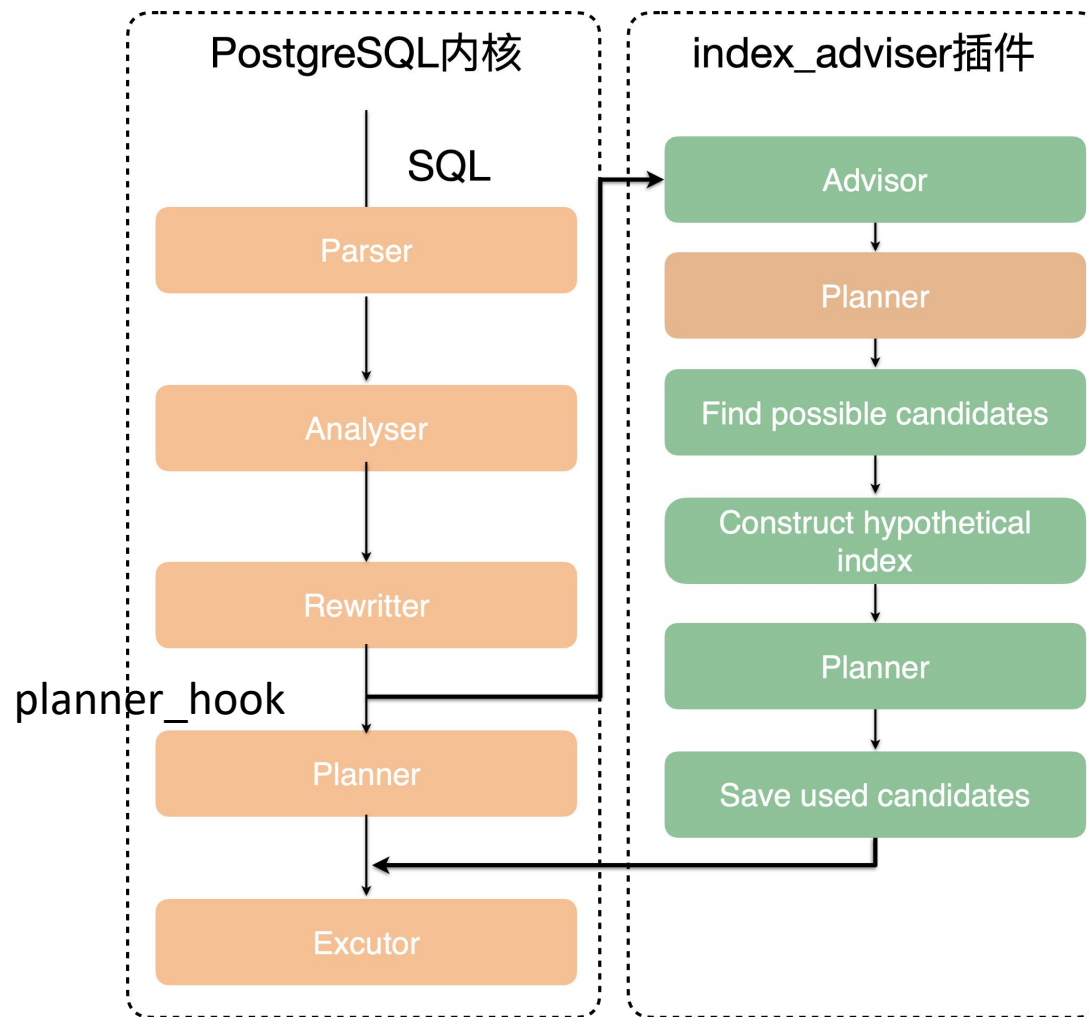 PostgreSQL内核
SQL
Parser
Analyser
Rewritter
planner_hook
Planner
Excutor
index_adviser插件
Advisor
Planner
Find possible candidates
Construct hypothetical
index
Planner
Save used candidates